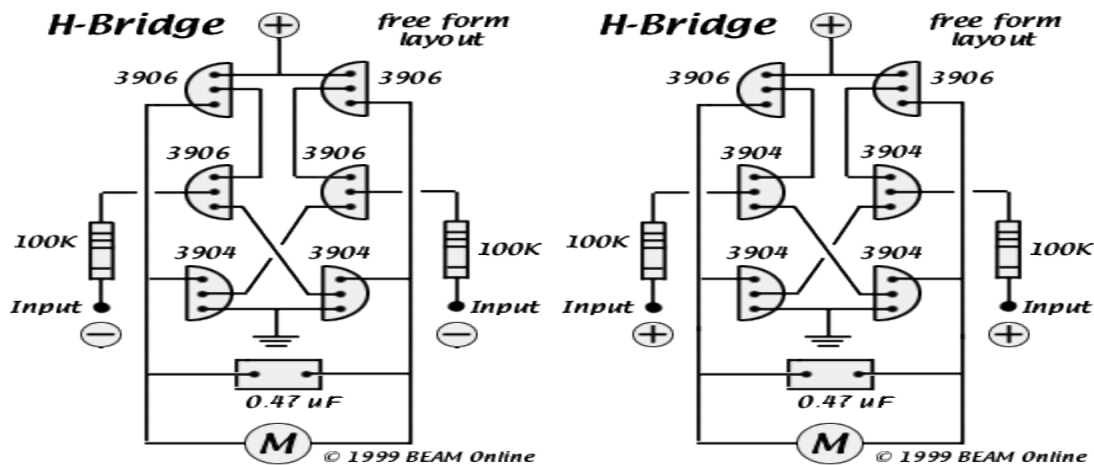 H-Bridge + free form
layout
3906 3906
3906 3906
100K 100K
3904 3904
Input Input
− −
0.47 uF
M
© 1999 BEAM Online
H-Bridge + free form
layout
3906 3906
3904 3904
100K 100K
3904 3904
Input Input
+ +
0.47 uF
M
© 1999 BEAM Online